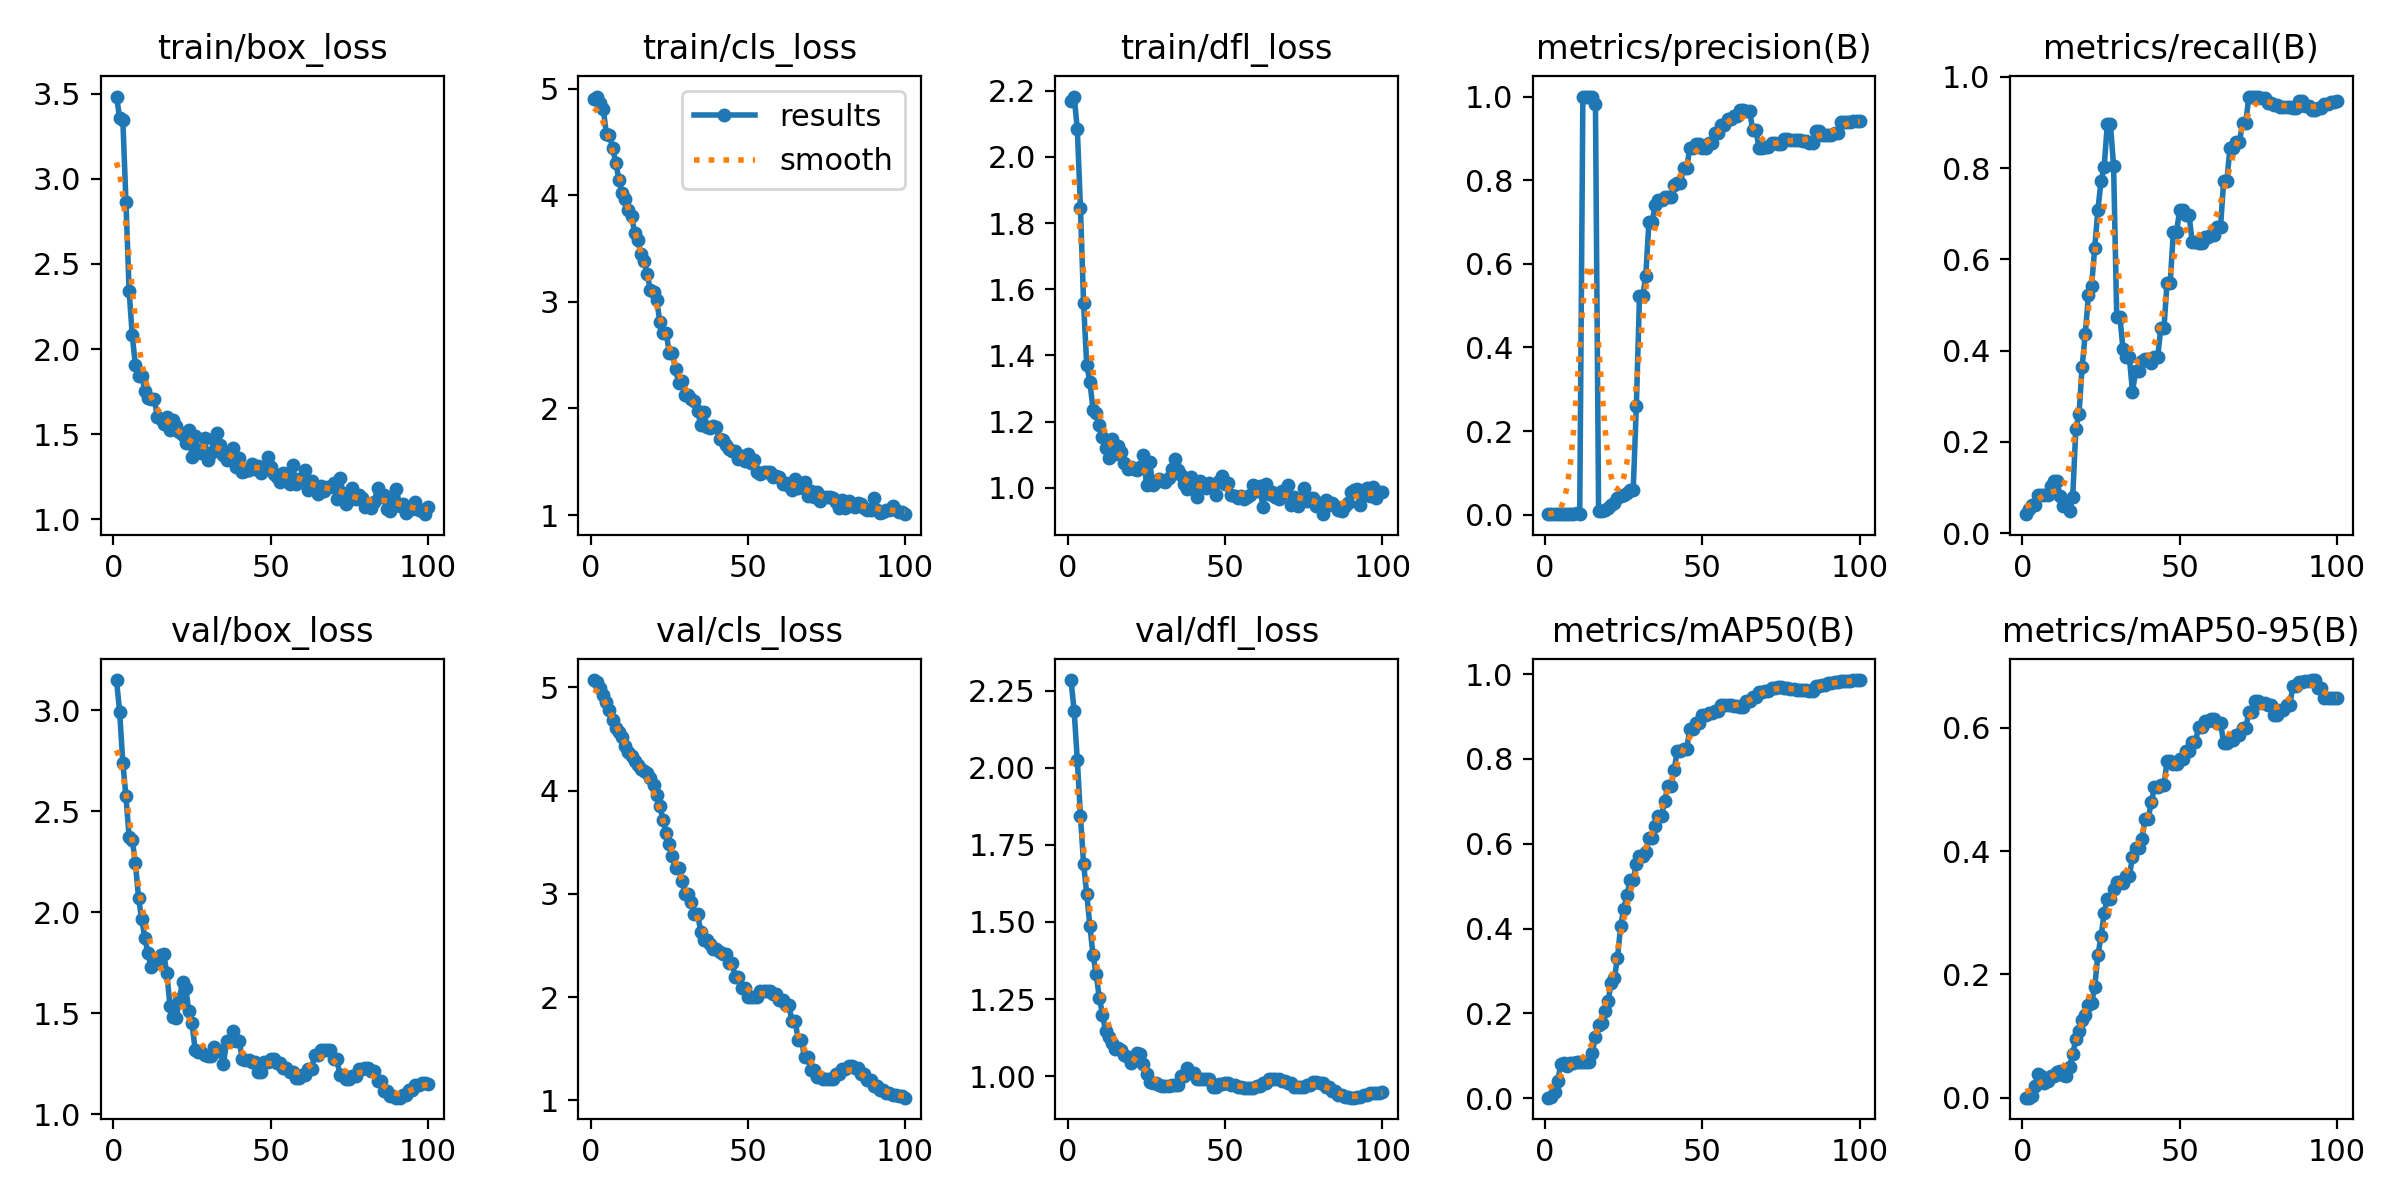 train/box_loss
3.5
3.0
2.5
2.0
1.5
1.0
0 50 100
train/cls_loss
results
smooth
5
4
3
2
1
0 50 100
train/dfl_loss
2.2
2.0
1.8
1.6
1.4
1.2
1.0
0 50 100
metrics/precision(B)
1.0
0.8
0.6
0.4
0.2
0.0
0 50 100
metrics/recall(B)
1.0
0.8
0.6
0.4
0.2
0.0
0 50 100
val/box_loss
3.0
2.5
2.0
1.5
1.0
0 50 100
val/cls_loss
5
4
3
2
1
0 50 100
val/dfl_loss
2.25
2.00
1.75
1.50
1.25
1.00
0 50 100
metrics/mAP50(B)
1.0
0.8
0.6
0.4
0.2
0.0
0 50 100
metrics/mAP50-95(B)
0.6
0.4
0.2
0.0
0 50 100